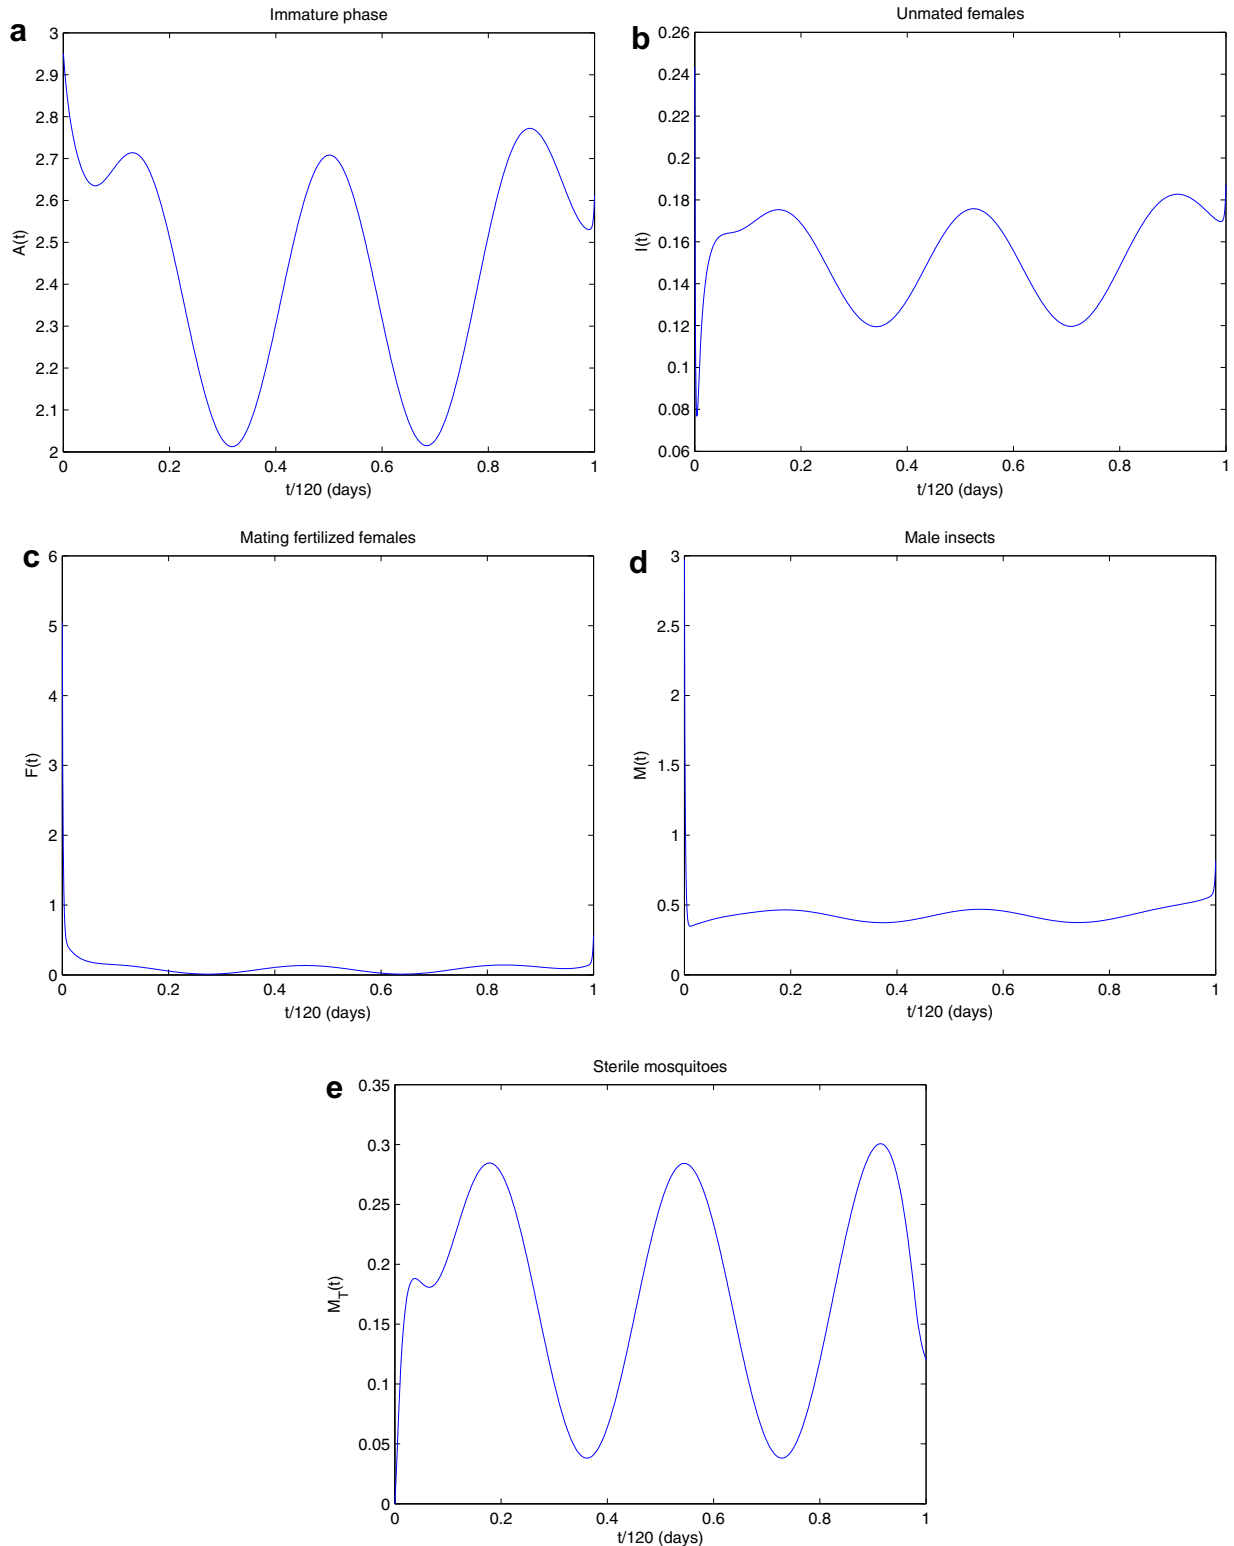 a
Immature phase
3
2.9
2.8
2.7
2.6
2.5
2.4
2.3
2.2
2.1
2
A(t)
0 0.2 0.4 0.6 0.8 1
t/120 (days)
b
Unmated females
0.26
0.24
0.22
0.2
0.18
0.16
0.14
0.12
0.1
0.08
0.06
I(t)
0 0.2 0.4 0.6 0.8 1
t/120 (days)
c
Mating fertilized females
6
5
4
3
2
1
0
F(t)
0 0.2 0.4 0.6 0.8 1
t/120 (days)
d
Male insects
3
2.5
2
1.5
1
0.5
0
M(t)
0 0.2 0.4 0.6 0.8 1
t/120 (days)
e
Sterile mosquitoes
0.35
0.3
0.25
0.2
0.15
0.1
0.05
0
M_T(t)
0 0.2 0.4 0.6 0.8 1
t/120 (days)